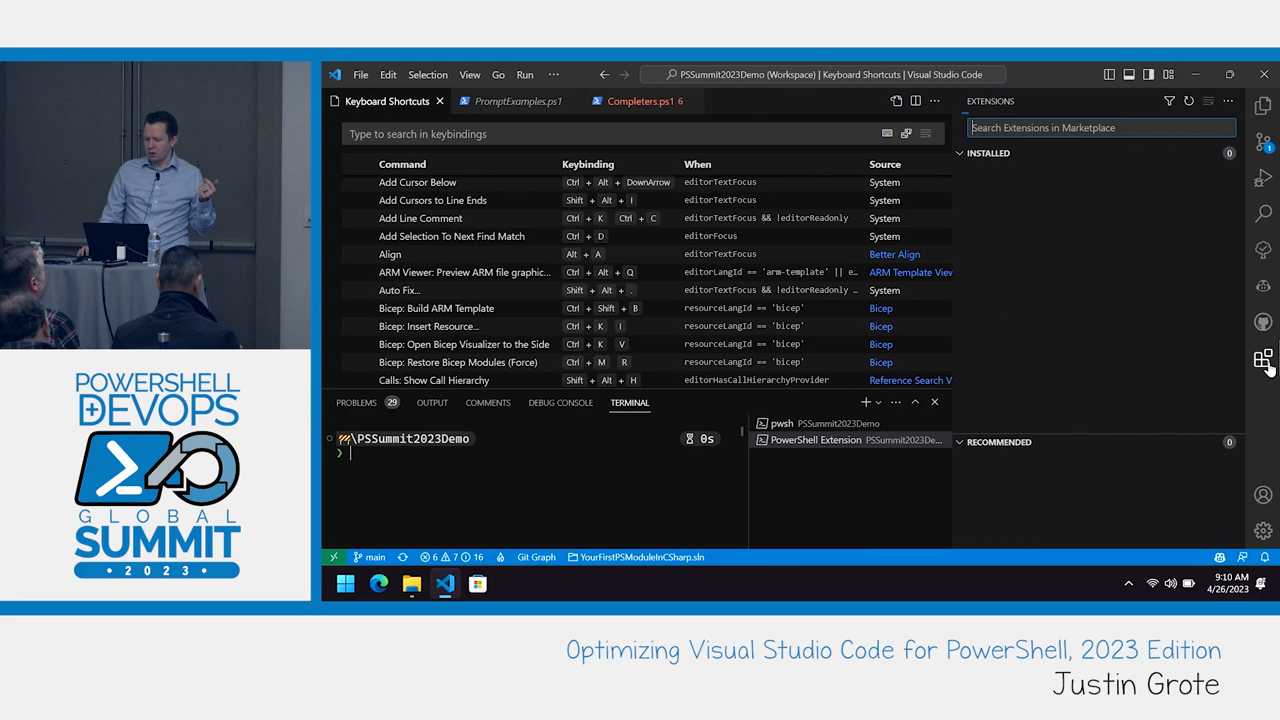 File Edit Selection View Go Run ··· PSSummit2023Demo (Workspace) | Keyboard Shortcuts | Visual Studio Code
Keyboard Shortcuts PromptExamples.ps1 Completers.ps1 6
Type to search in keybindings
Command Keybinding When Source
Add Cursor Below Ctrl + Alt + DownArrow editorTextFocus System
Add Cursors to Line Ends Shift + Alt + I editorTextFocus System
Add Line Comment Ctrl + K Ctrl + C editorTextFocus && !editorReadonly System
Add Selection To Next Find Match Ctrl + D editorFocus System
Align Alt + A editorTextFocus Better Align
ARM Viewer: Preview ARM file graphic... Ctrl + Alt + Q editorLangId == 'arm-template' || e… ARM Template View
Auto Fix... Shift + Alt + . editorTextFocus && !editorReadonly … System
Bicep: Build ARM Template Ctrl + Shift + B resourceLangId == 'bicep' Bicep
Bicep: Insert Resource... Ctrl + K I resourceLangId == 'bicep' Bicep
Bicep: Open Bicep Visualizer to the Side Ctrl + K V resourceLangId == 'bicep' Bicep
Bicep: Restore Bicep Modules (Force) Ctrl + M R resourceLangId == 'bicep' Bicep
Calls: Show Call Hierarchy Shift + Alt + H editorHasCallHierarchyProvider Reference Search V
PROBLEMS 29 OUTPUT COMMENTS DEBUG CONSOLE TERMINAL
\PSSummit2023Demo 0s
❯
pwsh PSSummit2023Demo
PowerShell Extension PSSummit2023De...
EXTENSIONS
Search Extensions in Marketplace
INSTALLED 0
RECOMMENDED 0
1
main 6 7 16 Git Graph YourFirstPSModuleInCSharp.sln
9:10 AM
4/26/2023
POWERSHELL
+DEVOPS
GLOBAL
SUMMIT
• 2023 •
Optimizing Visual Studio Code for PowerShell, 2023 Edition
Justin Grote